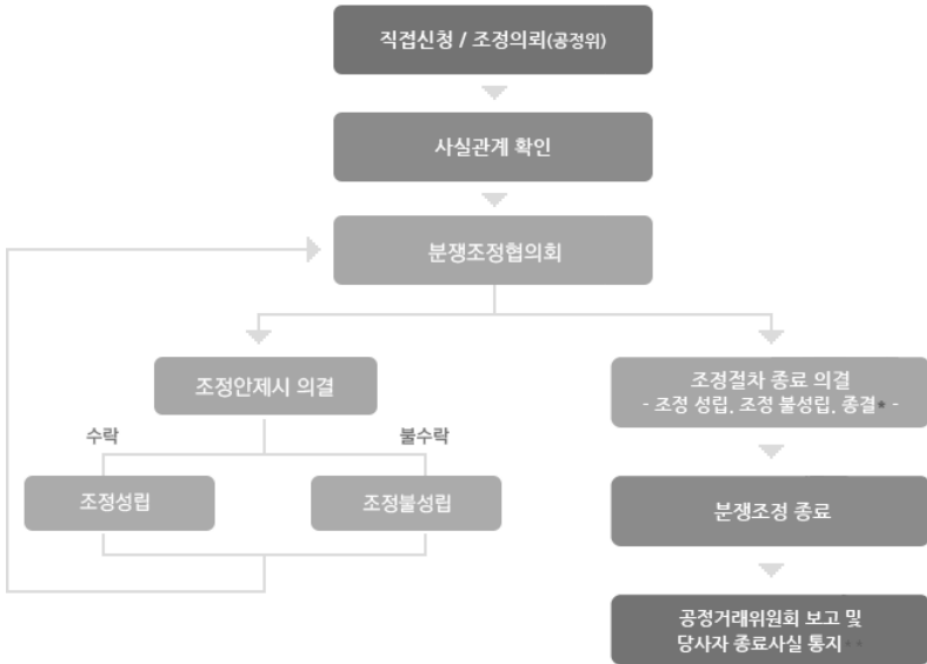 직접신청 / 조정의뢰(공정위)
사실관계 확인
분쟁조정협의회
조정안제시 의결
수락
불수락
조정성립
조정불성립
조정절차 종료 의결
- 조정 성립, 조정 불성립, 종결* -
분쟁조정 종료
공정거래위원회 보고 및
당사자 종료사실 통지**